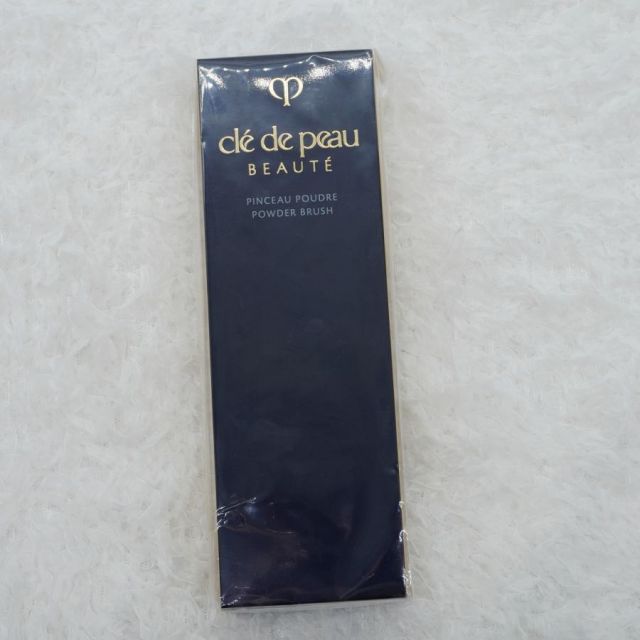 clé de peau
BEAUTÉ
PINCEAU POUDRE
POWDER BRUSH